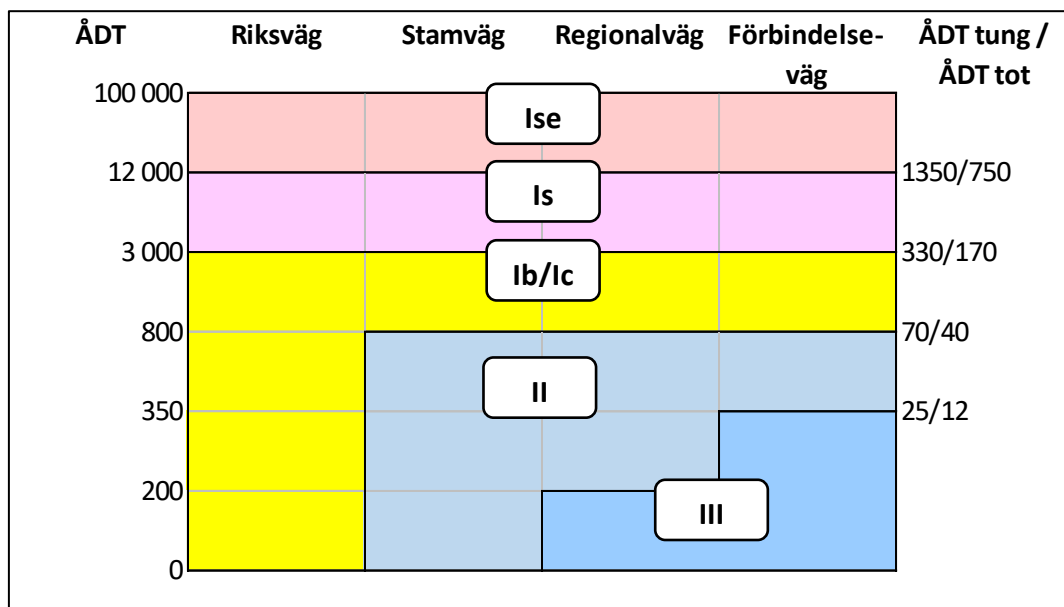 ÅDT Riksväg Stamväg Regionalväg Förbindelse- ÅDT tung /
väg ÅDT tot
100 000
Ise
12 000 1350/750
Is
3 000 330/170
Ib/Ic
800 70/40
II
350 25/12
200
III
0